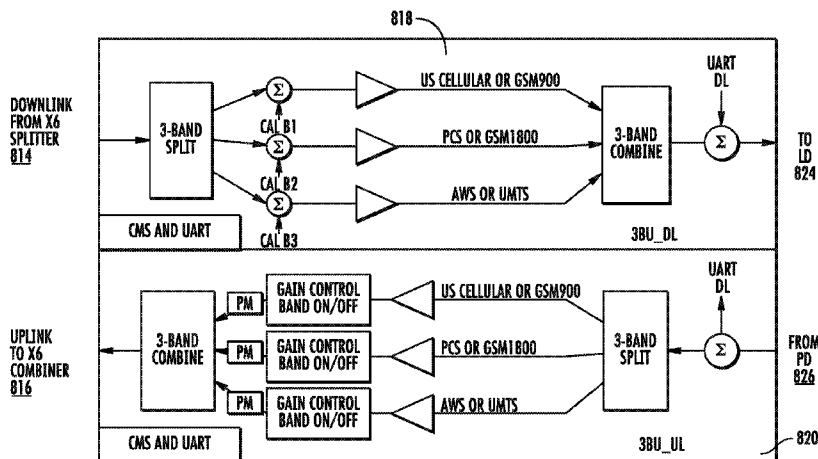 818
DOWNLINK
FROM X6
SPLITTER
814
3-BAND
SPLIT
Σ
CAL B1
Σ
CAL B2
Σ
CAL B3
US CELLULAR OR GSM900
PCS OR GSM1800
AWS OR UMTS
3-BAND
COMBINE
UART
DL
Σ
TO
LD
824
CMS AND UART
3BU_DL
UPLINK
TO X6
COMBINER
816
3-BAND
COMBINE
PM
GAIN CONTROL
BAND ON/OFF
US CELLULAR OR GSM900
PM
GAIN CONTROL
BAND ON/OFF
PCS OR GSM1800
PM
GAIN CONTROL
BAND ON/OFF
AWS OR UMTS
3-BAND
SPLIT
UART
DL
Σ
FROM
PD
826
CMS AND UART
3BU_UL
820